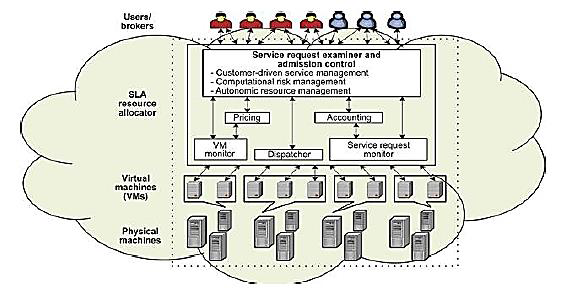 Users/
brokers
Service request examiner and
admission control
- Customer-driven service management
- Computational risk management
- Autonomic resource management
SLA
resource
allocator
Pricing
Accounting
VM
monitor
Dispatcher
Service request
monitor
Virtual
machines
(VMs)
Physical
machines